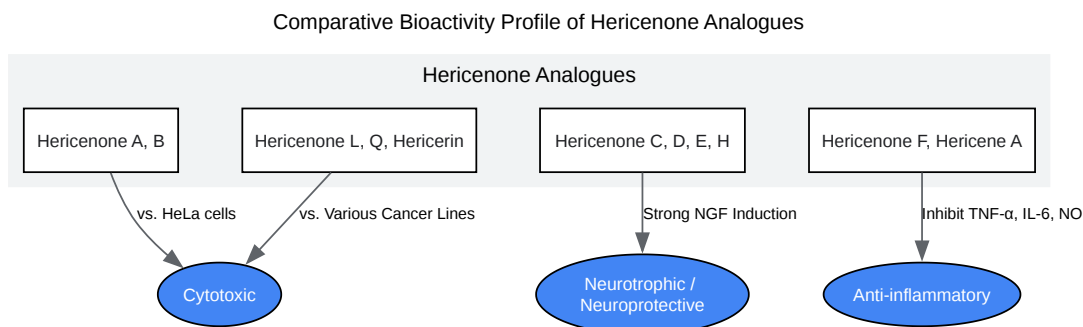 Comparative Bioactivity Profile of Hericenone Analogues
Hericenone Analogues
Hericenone A, B
Hericenone L, Q, Hericerin
Hericenone C, D, E, H
Hericenone F, Hericene A
vs. HeLa cells
vs. Various Cancer Lines
Strong NGF Induction
Inhibit TNF-α, IL-6, NO
Cytotoxic
Neurotrophic /
Neuroprotective
Anti-inflammatory